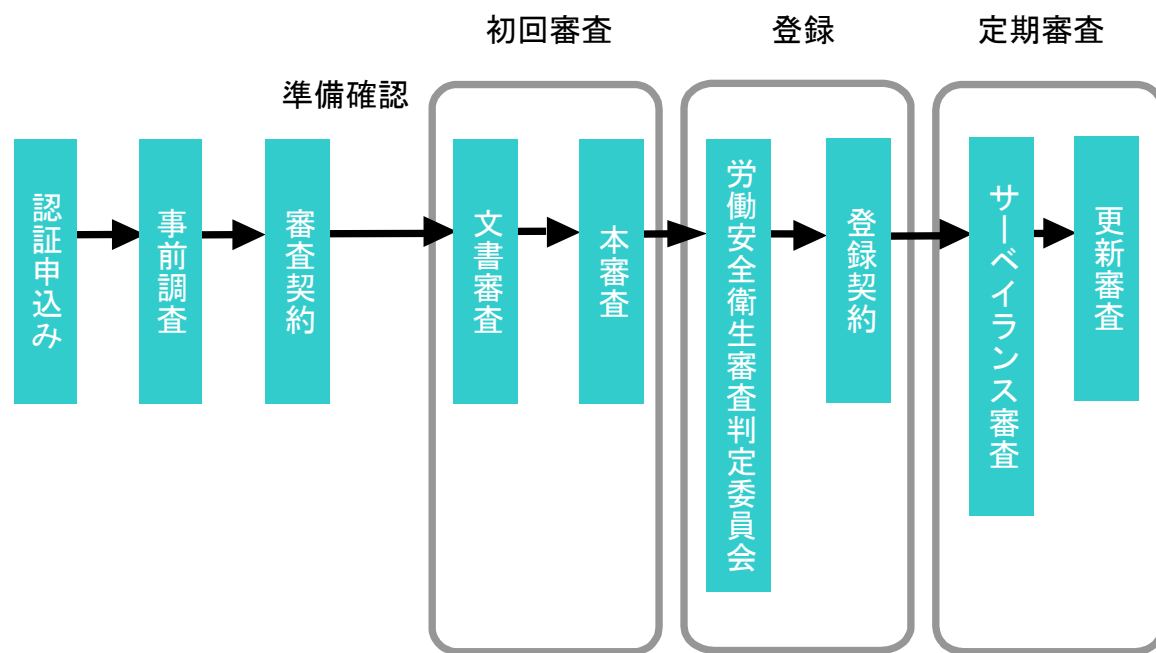 初回審査
登録
定期審査
準備確認
認証申込み
事前調査
審査契約
文書審査
本審査
労働安全衛生審査判定委員会
登録契約
サーベイランス審査
更新審査